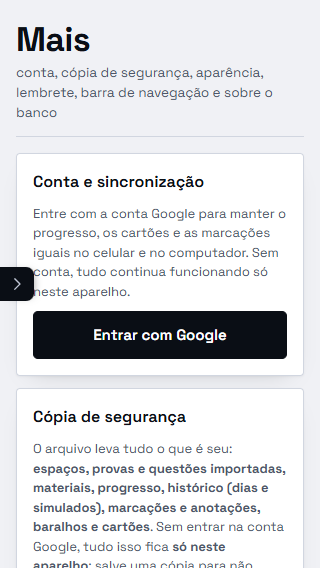 Mais
conta, cópia de segurança, aparência,
lembrete, barra de navegação e sobre o
banco
Conta e sincronização
Entre com a conta Google para manter o
progresso, os cartões e as marcações
iguais no celular e no computador. Sem
conta, tudo continua funcionando só
neste aparelho.
Entrar com Google
Cópia de segurança
O arquivo leva tudo o que é seu:
espaços, provas e questões importadas,
materiais, progresso, histórico (dias e
simulados), marcações e anotações,
baralhos e cartões. Sem entrar na conta
Google, tudo isso fica só neste
aparelho: salve uma cópia para não